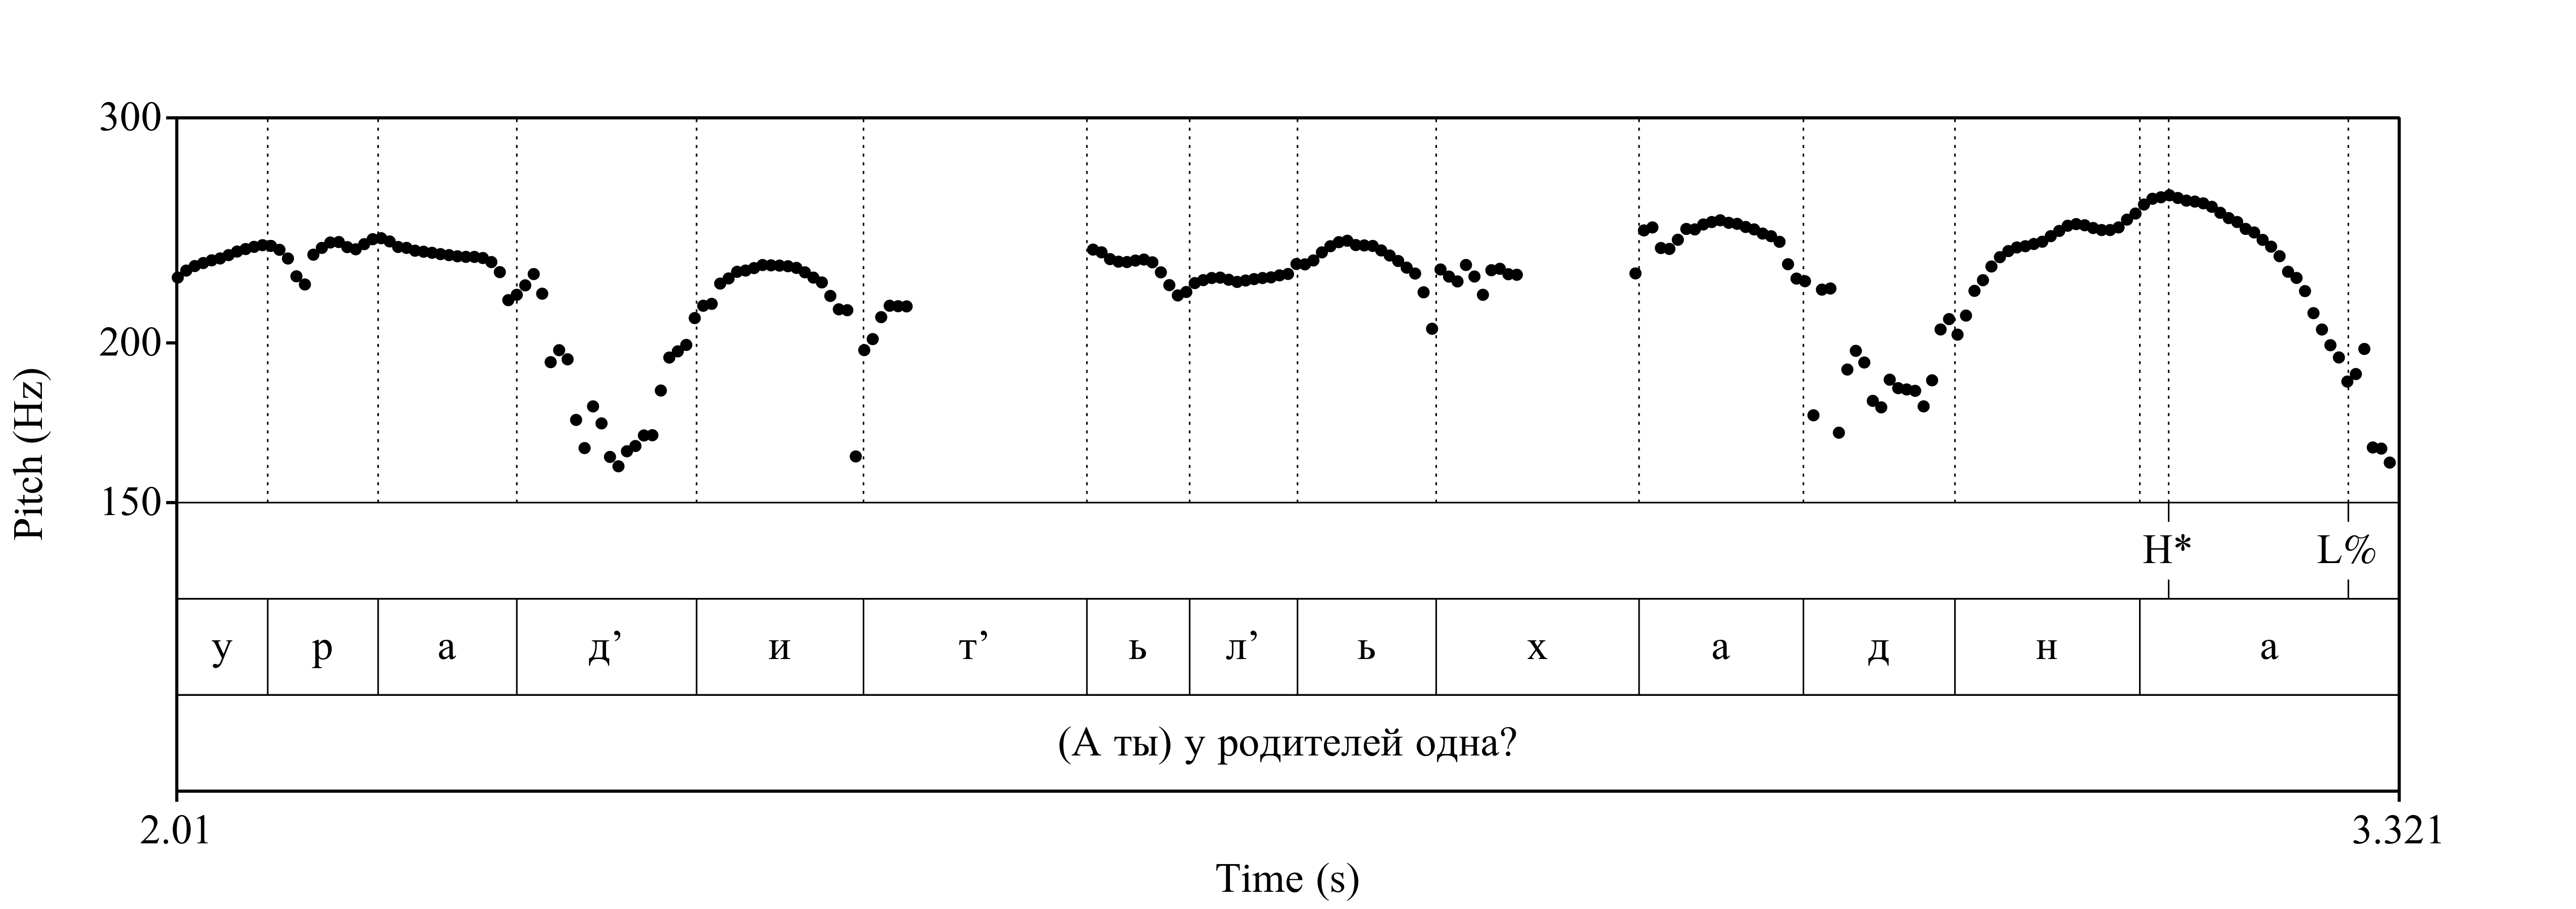 300
200
150
Pitch (Hz)
H* L%
у р а д’ и т’ ь л’ ь х а д н а
(А ты) у родителей одна?
2.01 3.321
Time (s)